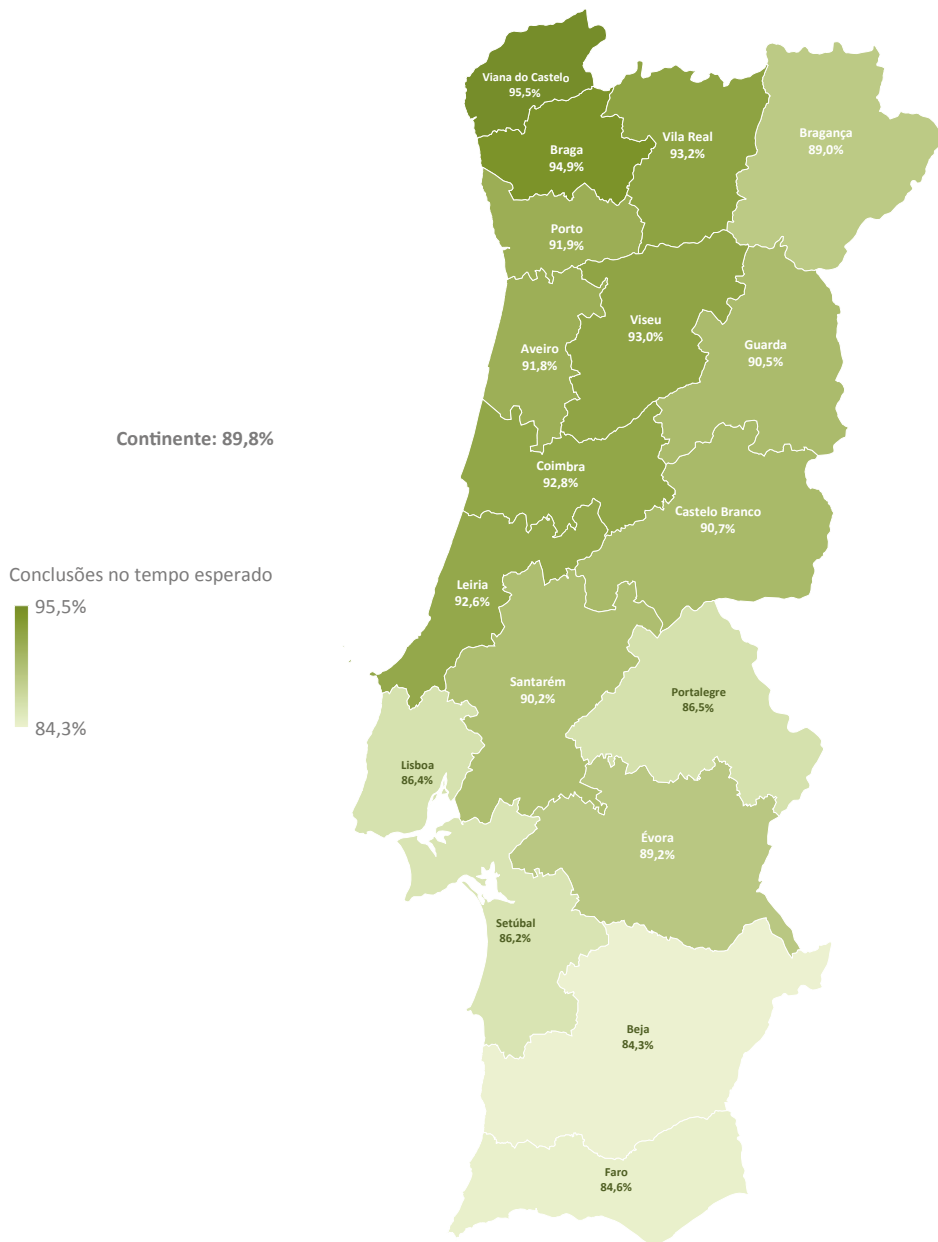 Viana do Castelo
95,5%
Braga
94,9%
Vila Real
93,2%
Bragança
89,0%
Porto
91,9%
Viseu
93,0%
Aveiro
91,8%
Guarda
90,5%
Continente: 89,8%
Coimbra
92,8%
Castelo Branco
90,7%
Conclusões no tempo esperado
95,5%
84,3%
Leiria
92,6%
Santarém
90,2%
Portalegre
86,5%
Lisboa
86,4%
Évora
89,2%
Setúbal
86,2%
Beja
84,3%
Faro
84,6%